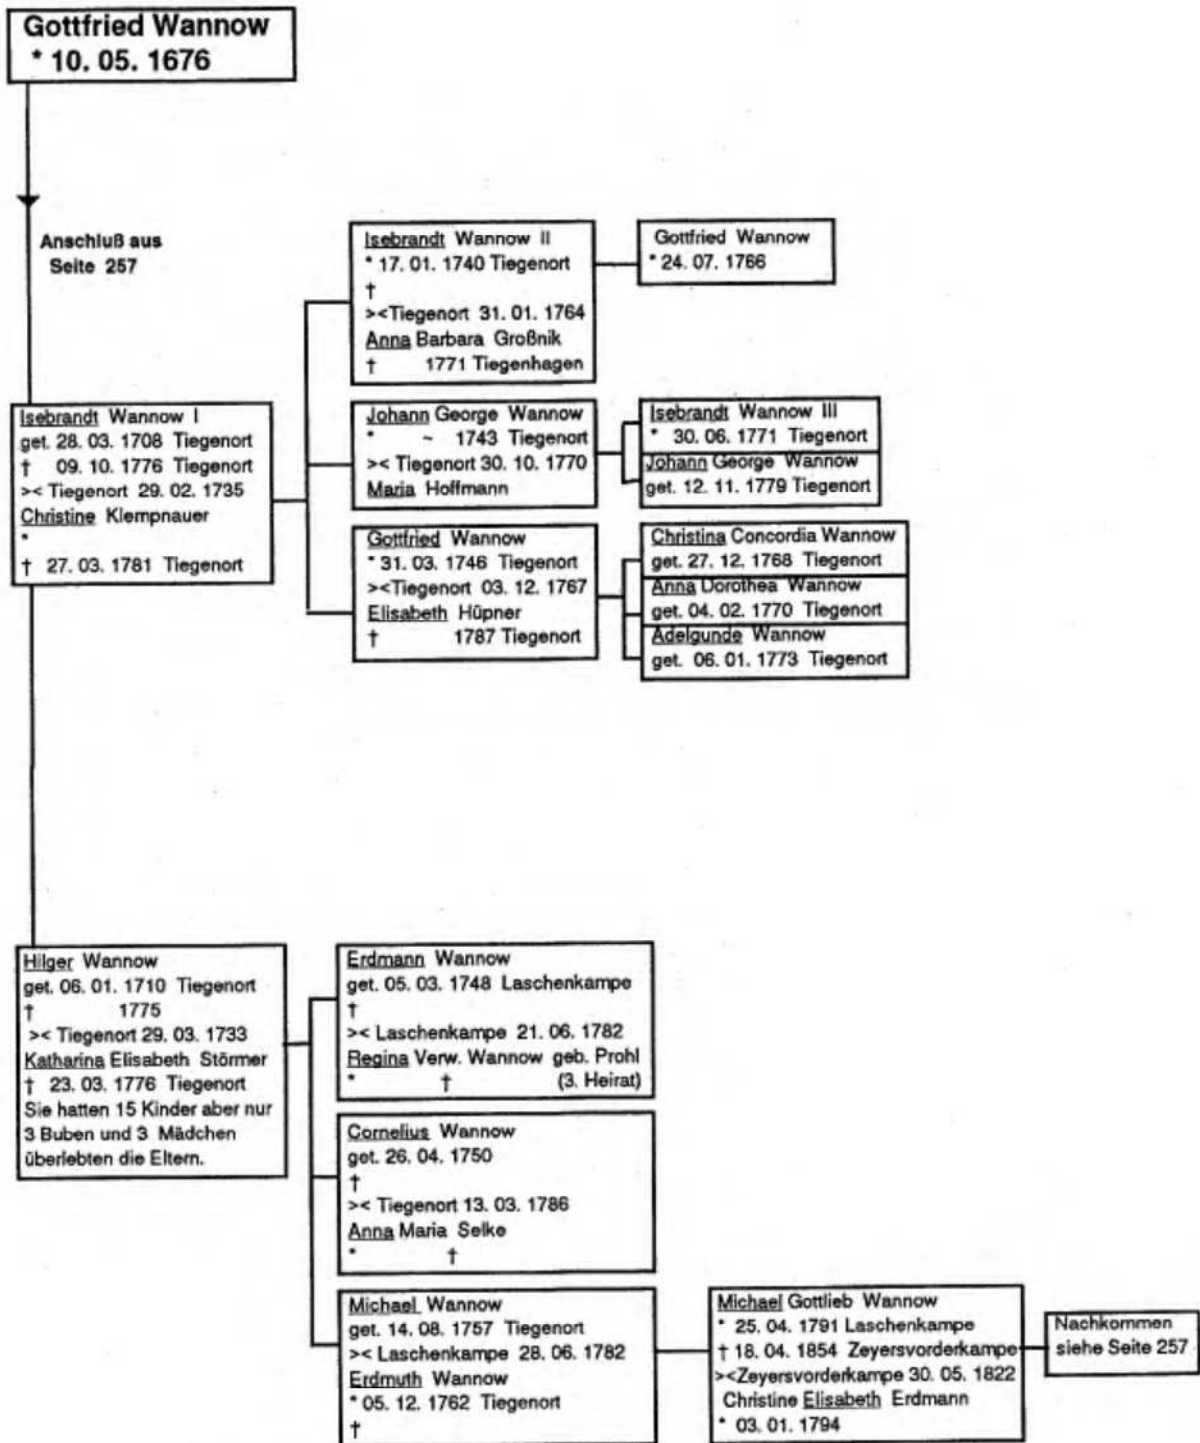 Gottfried Wannow
* 10. 05. 1676
Anschluß aus
Seite 257
Isebrandt Wannow I
get. 28. 03. 1708 Tiegenort
† 09. 10. 1776 Tiegenort
>< Tiegenort 29. 02. 1735
Christine Klempnauer
*
† 27. 03. 1781 Tiegenort
Isebrandt Wannow II
* 17. 01. 1740 Tiegenort
†
><Tiegenort 31. 01. 1764
Anna Barbara Großnik
† 1771 Tiegenhagen
Gottfried Wannow
* 24. 07. 1766
Johann George Wannow
* ~ 1743 Tiegenort
>< Tiegenort 30. 10. 1770
Maria Hoffmann
Isebrandt Wannow III
* 30. 06. 1771 Tiegenort
Johann George Wannow
get. 12. 11. 1779 Tiegenort
Gottfried Wannow
* 31. 03. 1746 Tiegenort
><Tiegenort 03. 12. 1767
Elisabeth Hüpner
† 1787 Tiegenort
Christina Concordia Wannow
get. 27. 12. 1768 Tiegenort
Anna Dorothea Wannow
get. 04. 02. 1770 Tiegenort
Adelgunde Wannow
get. 06. 01. 1773 Tiegenort
Hilger Wannow
get. 06. 01. 1710 Tiegenort
† 1775
>< Tiegenort 29. 03. 1733
Katharina Elisabeth Störmer
† 23. 03. 1776 Tiegenort
Sie hatten 15 Kinder aber nur
3 Buben und 3 Mädchen
überlebten die Eltern.
Erdmann Wannow
get. 05. 03. 1748 Laschenkampe
†
>< Laschenkampe 21. 06. 1782
Regina Verw. Wannow geb. Prohl
* † (3. Heirat)
Cornelius Wannow
get. 26. 04. 1750
†
>< Tiegenort 13. 03. 1786
Anna Maria Selke
* †
Michael Wannow
get. 14. 08. 1757 Tiegenort
>< Laschenkampe 28. 06. 1782
Erdmuth Wannow
* 05. 12. 1762 Tiegenort
†
Michael Gottlieb Wannow
* 25. 04. 1791 Laschenkampe
† 18. 04. 1854 Zeyersvorderkampe
><Zeyersvorderkampe 30. 05. 1822
Christine Elisabeth Erdmann
* 03. 01. 1794
Nachkommen
siehe Seite 257